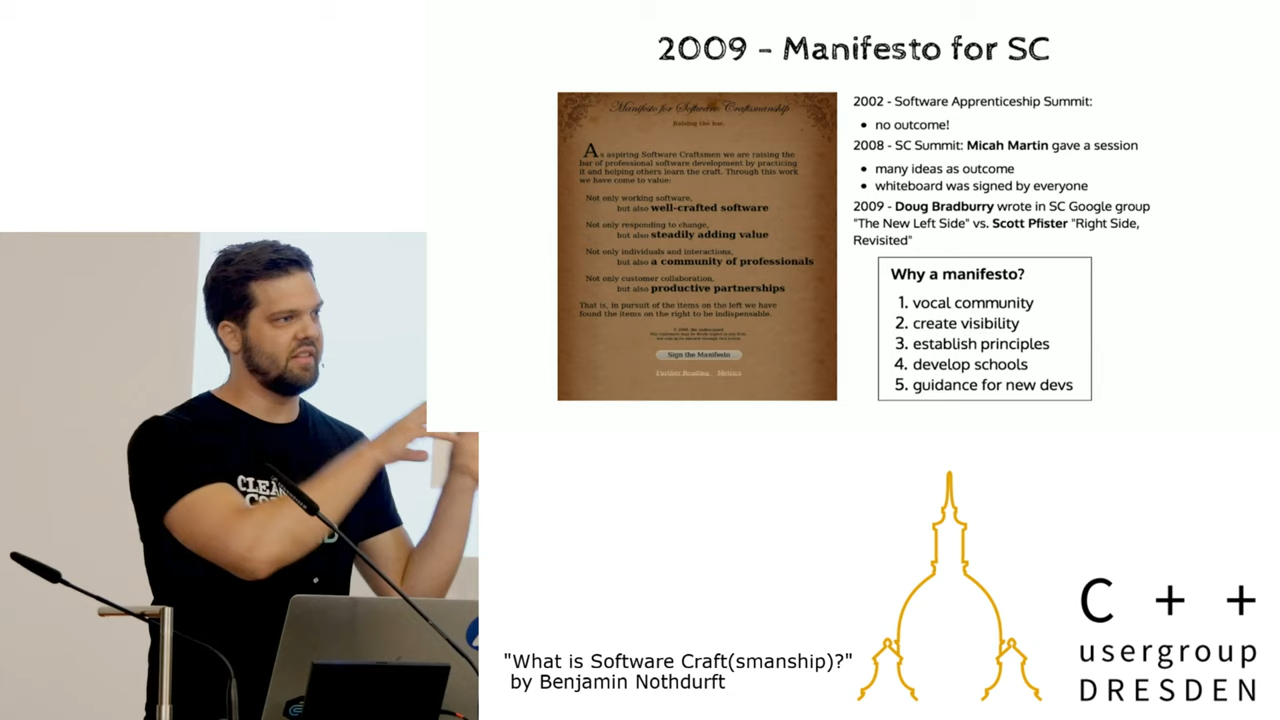 2009 - Manifesto for SC
Manifesto for Software Craftsmanship
Raising the bar.
As aspiring Software Craftsmen we are raising the
bar of professional software development by practicing
it and helping others learn the craft. Through this work
we have come to value:
Not only working software,
but also well-crafted software
Not only responding to change,
but also steadily adding value
Not only individuals and interactions,
but also a community of professionals
Not only customer collaboration,
but also productive partnerships
That is, in pursuit of the items on the left we have
found the items on the right to be indispensable.
Sign the Manifesto
Further Reading Metrics
2002 - Software Apprenticeship Summit:
• no outcome!
2008 - SC Summit: Micah Martin gave a session
• many ideas as outcome
• whiteboard was signed by everyone
2009 - Doug Bradburry wrote in SC Google group
"The New Left Side" vs. Scott Pfister "Right Side,
Revisited"
Why a manifesto?
1. vocal community
2. create visibility
3. establish principles
4. develop schools
5. guidance for new devs
CLEA
CO
"What is Software Craft(smanship)?"
by Benjamin Nothdurft
C + +
usergroup
DRESDEN